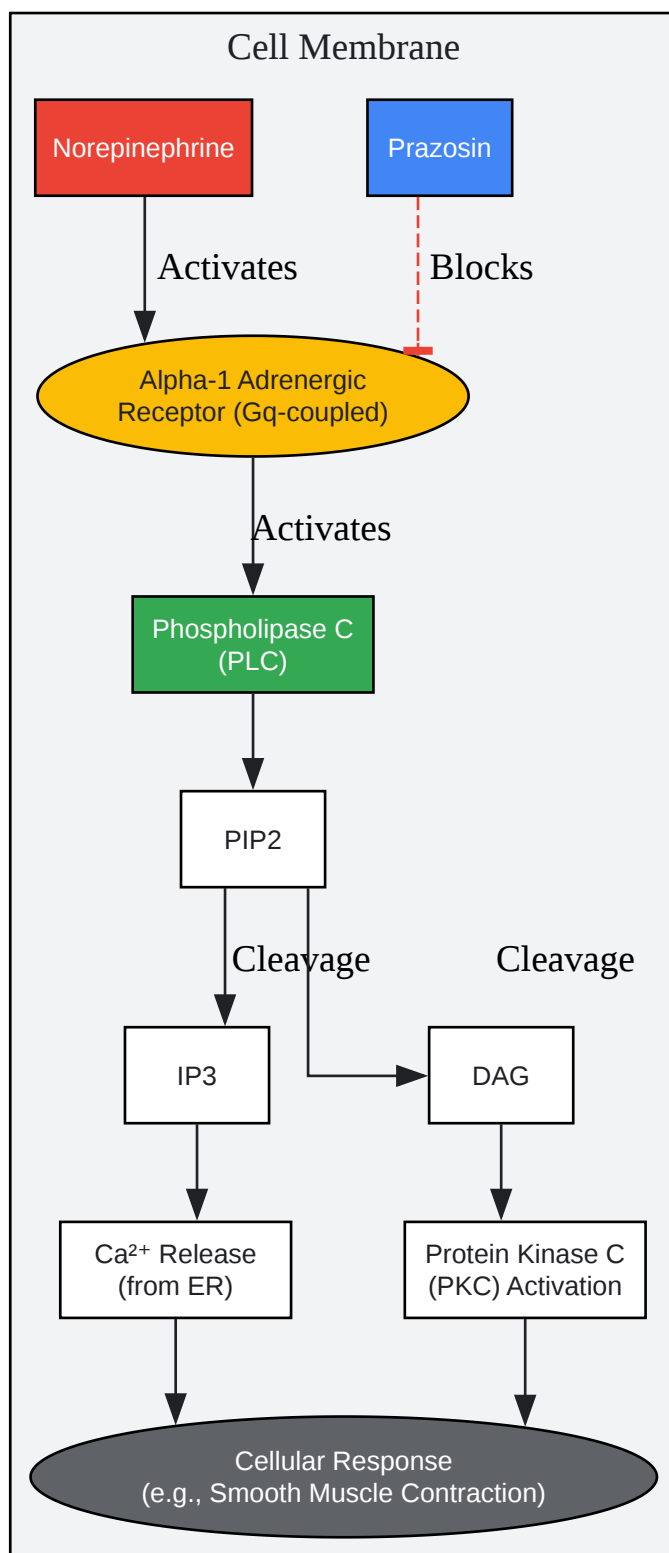 Cell Membrane
Norepinephrine
Prazosin
Activates
Blocks
Alpha-1 Adrenergic
Receptor (Gq-coupled)
Activates
Phospholipase C
(PLC)
PIP2
Cleavage
Cleavage
IP3
DAG
Ca²⁺ Release
(from ER)
Protein Kinase C
(PKC) Activation
Cellular Response
(e.g., Smooth Muscle Contraction)